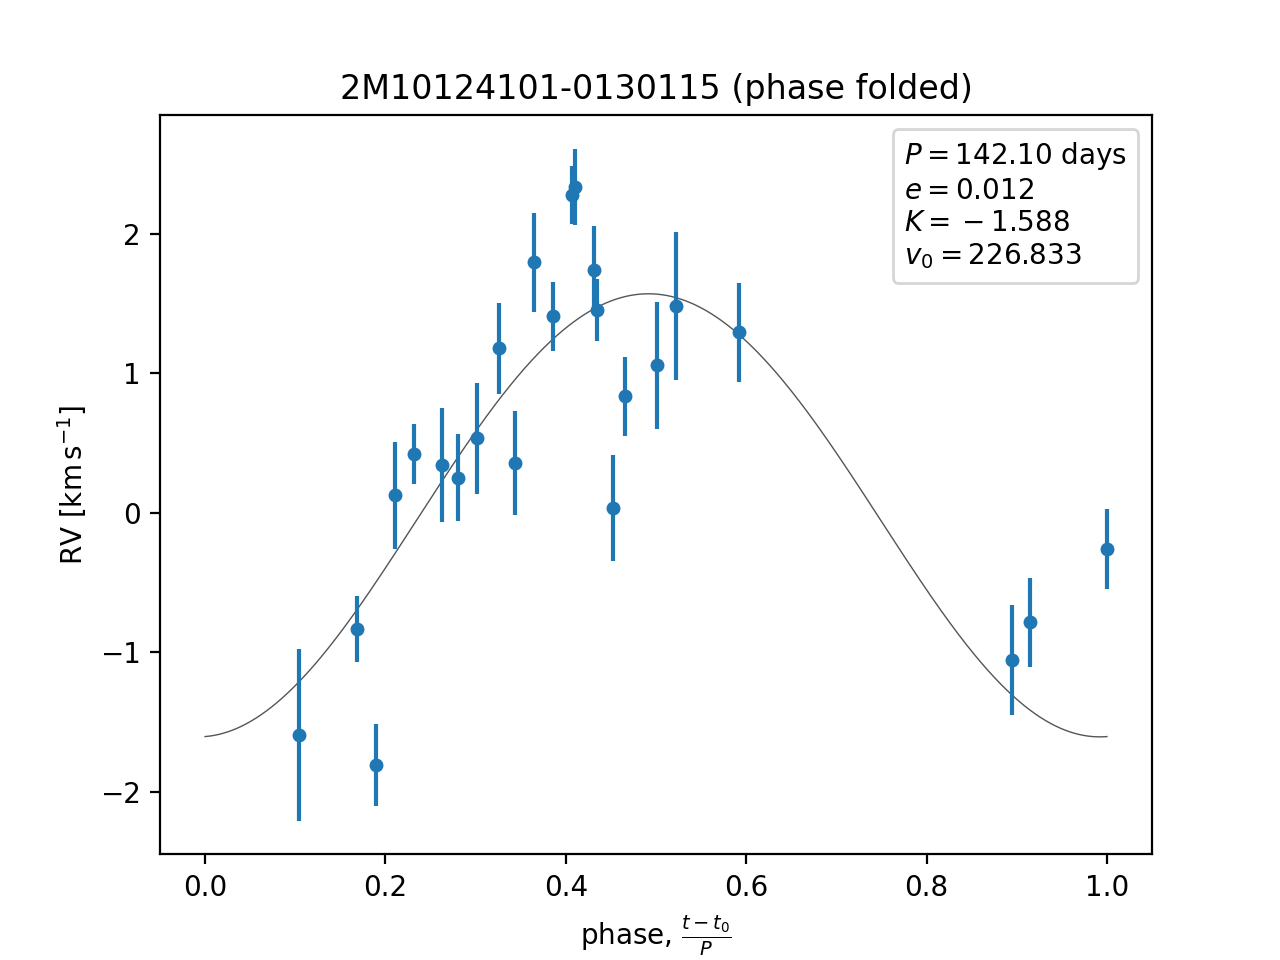 2M10124101-0130115 (phase folded)
P = 142.10 days
e = 0.012
K = −1.588
v₀ = 226.833
RV [km s⁻¹]
2
1
0
−1
−2
0.0 0.2 0.4 0.6 0.8 1.0
phase, (t − t₀)/P